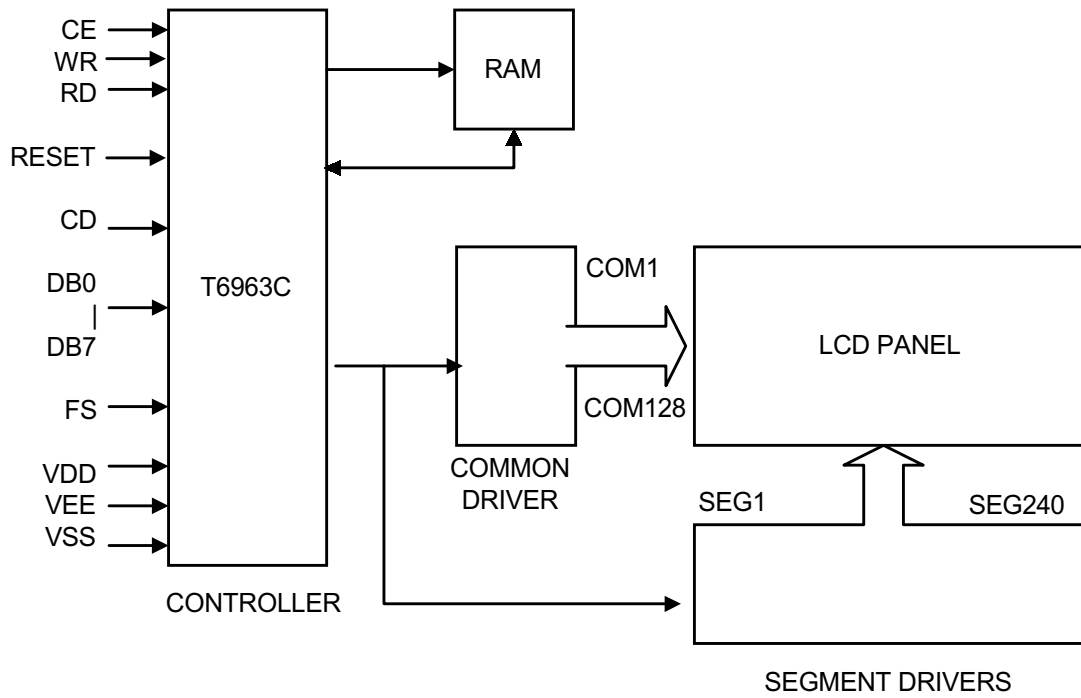 CE
WR
RD
RESET
CD
DB0
|
DB7
FS
VDD
VEE
VSS
T6963C
CONTROLLER
RAM
COM1
COM128
COMMON
DRIVER
LCD PANEL
SEG1
SEG240
SEGMENT DRIVERS